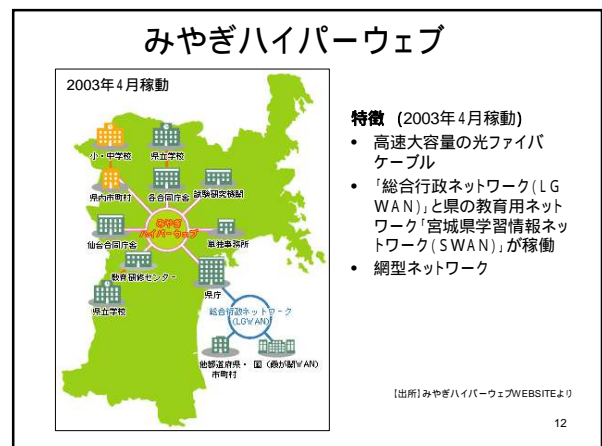 みやぎハイパーウェブ
2003年4月稼動
小・中学校
県立学校
県内市町村
各合同庁舎
試験研究機関
みやぎ
ハイパーウェブ
仙台合同庁舎
単独事務所
教育研修センター
県庁
県立学校
総合行政ネットワーク
(LGWAN)
他都道府県・
市町村
国（霞が関WAN）
特徴 (2003年4月稼動)
• 高速大容量の光ファイバ
ケーブル
• 「総合行政ネットワーク(LG
WAN)」と県の教育用ネット
ワーク「宮城県学習情報ネッ
トワーク(SWAN)」が稼働
• 網型ネットワーク
【出所】みやぎハイパーウェブWEBSITEより
12